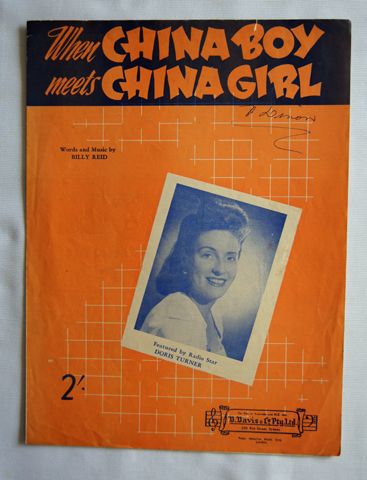 When CHINA BOY
meets CHINA GIRL
Words and Music by
BILLY REID
Featured by Radio Star
DORIS TURNER
2/-
D. Davis & Co Pty. Ltd.